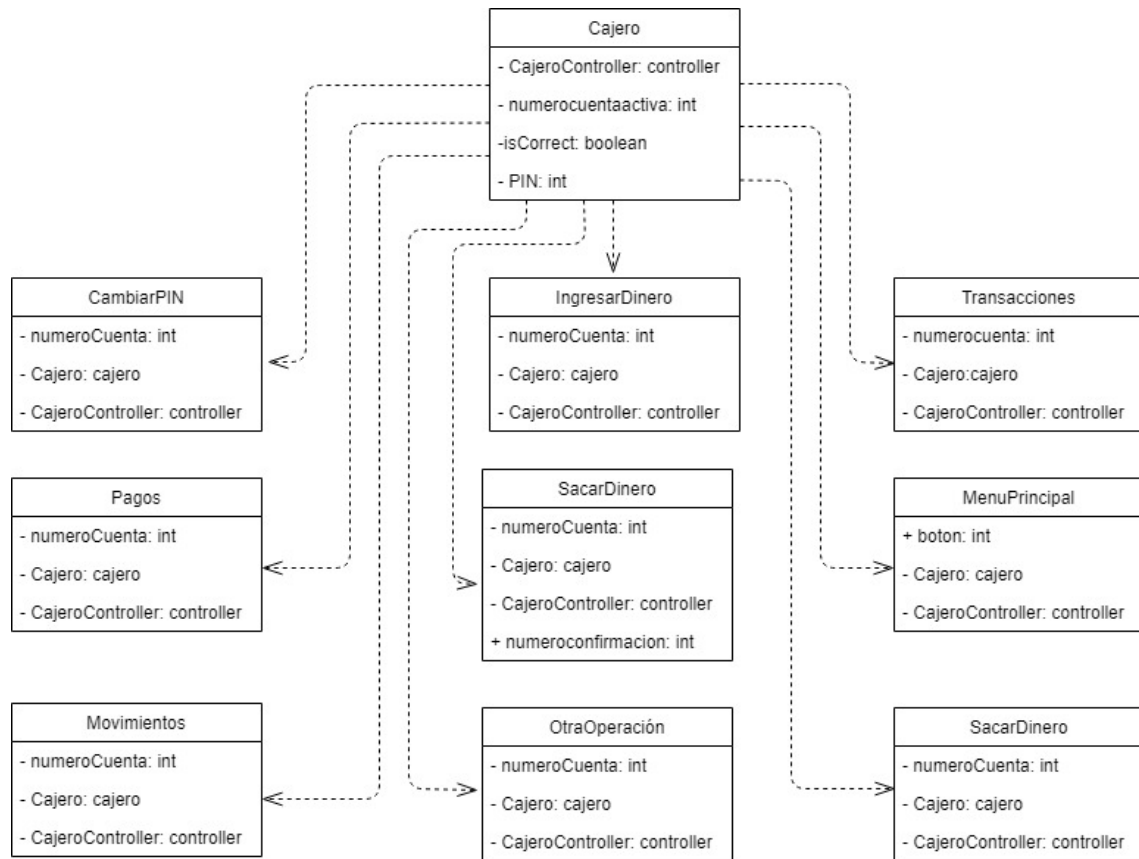 Cajero
- CajeroController: controller
- numerocuentaactiva: int
-isCorrect: boolean
- PIN: int
CambiarPIN
- numeroCuenta: int
- Cajero: cajero
- CajeroController: controller
IngresarDinero
- numeroCuenta: int
- Cajero: cajero
- CajeroController: controller
Transacciones
- numerocuenta: int
- Cajero:cajero
- CajeroController: controller
Pagos
- numeroCuenta: int
- Cajero: cajero
- CajeroController: controller
SacarDinero
- numeroCuenta: int
- Cajero: cajero
- CajeroController: controller
+ numeroconfirmacion: int
MenuPrincipal
+ boton: int
- Cajero: cajero
- CajeroController: controller
Movimientos
- numeroCuenta: int
- Cajero: cajero
- CajeroController: controller
OtraOperación
- numeroCuenta: int
- Cajero: cajero
- CajeroController: controller
SacarDinero
- numeroCuenta: int
- Cajero: cajero
- CajeroController: controller